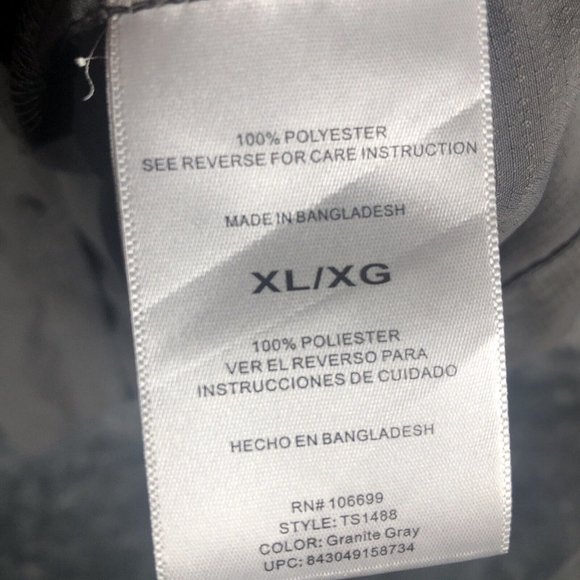 100% POLYESTER
SEE REVERSE FOR CARE INSTRUCTION
MADE IN BANGLADESH
XL/XG
100% POLIESTER
VER EL REVERSO PARA
INSTRUCCIONES DE CUIDADO
HECHO EN BANGLADESH
RN# 106699
STYLE: TS1488
COLOR: Granite Gray
UPC: 843049158734